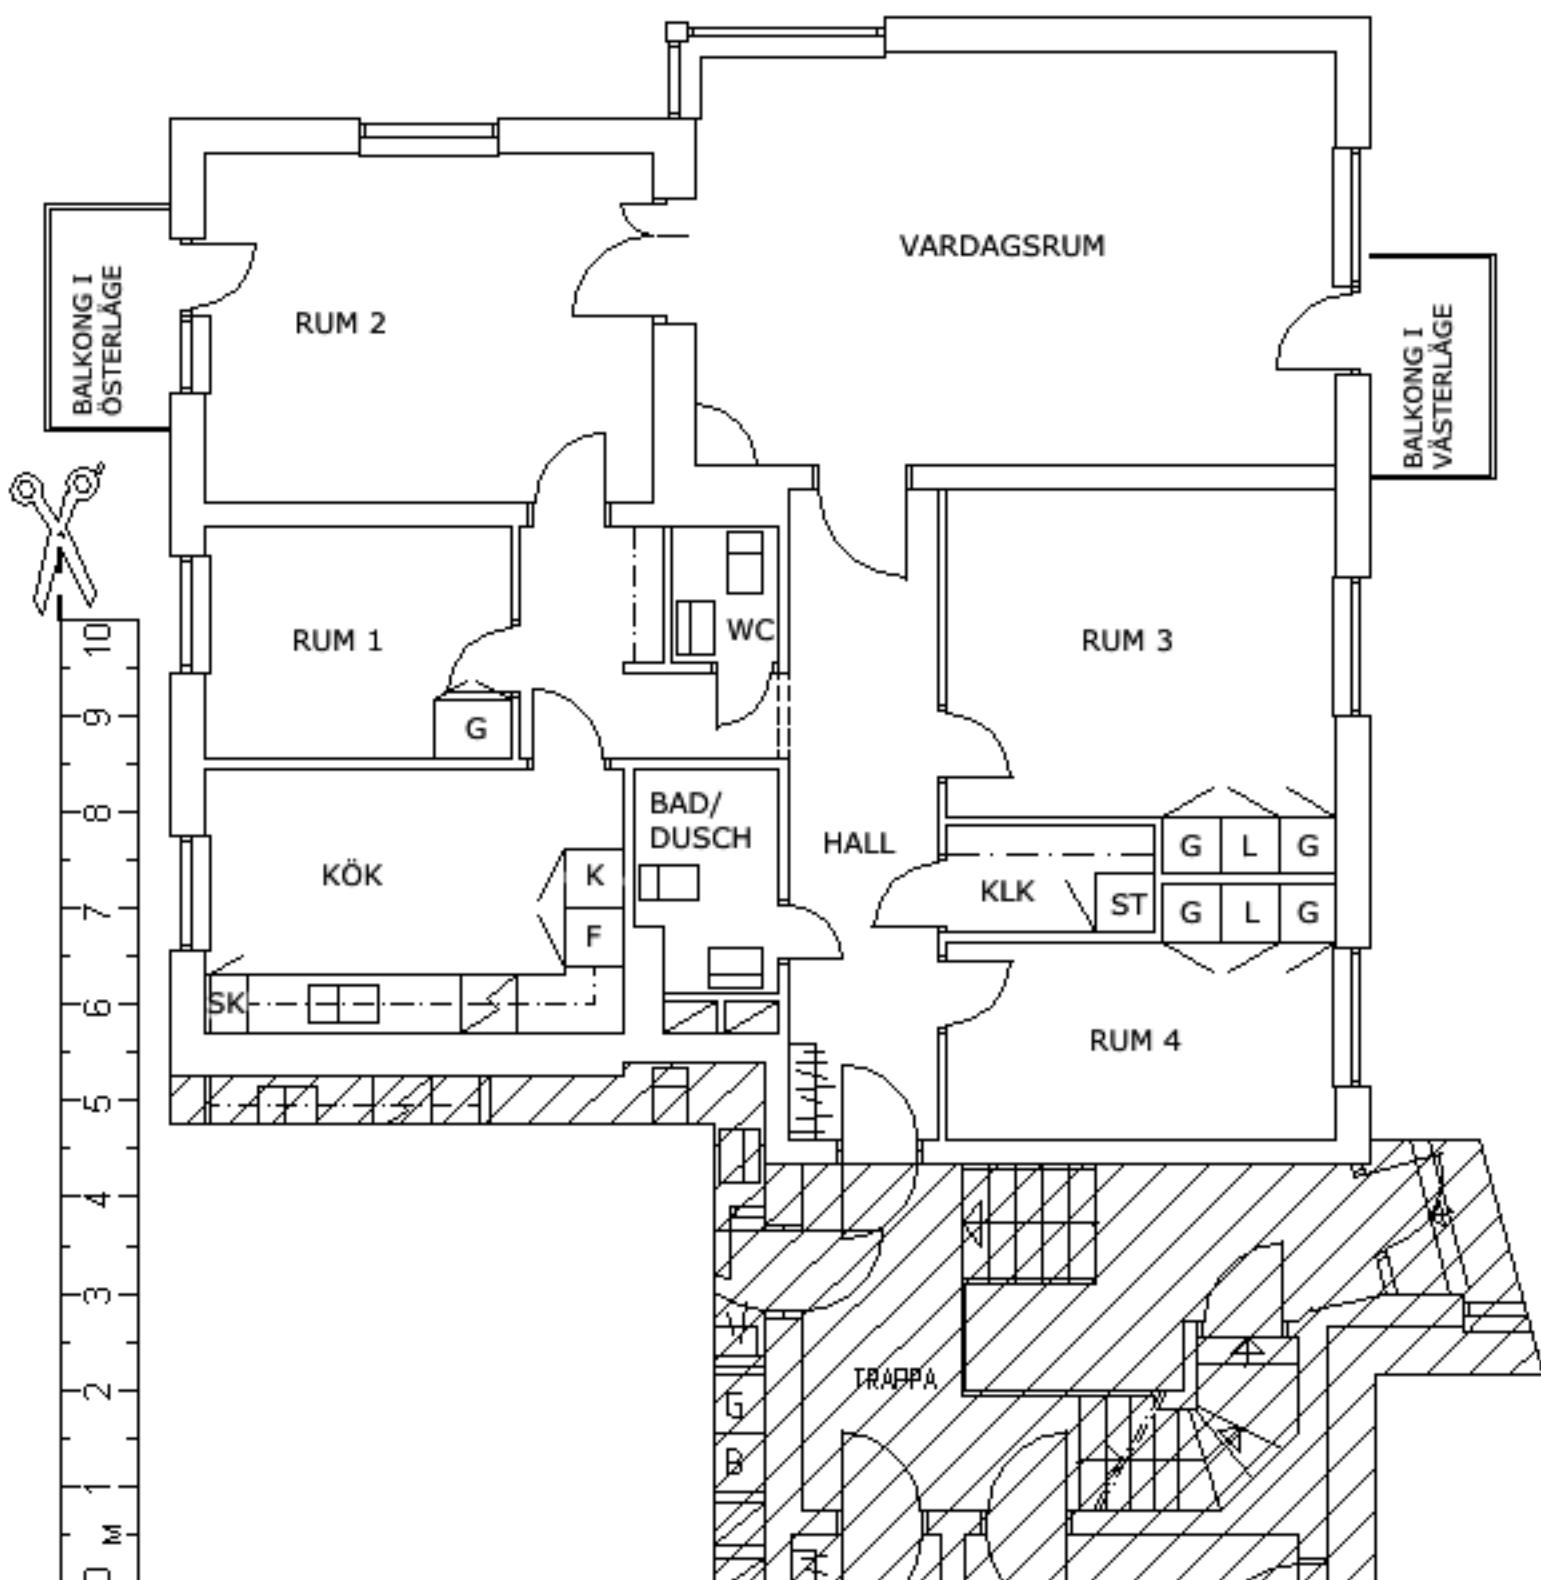 VARDAGSRUM
BALKONG I
ÖSTERLÄGE
RUM 2
BALKONG I
VÄSTERLÄGE
RUM 1
WC
RUM 3
G
BAD/
DUSCH
HALL
KÖK
K
F
KLK
ST
G L G
G L G
SK
RUM 4
10
9
8
7
6
5
4
3
2
1
M
0
TRAPPA
G
B